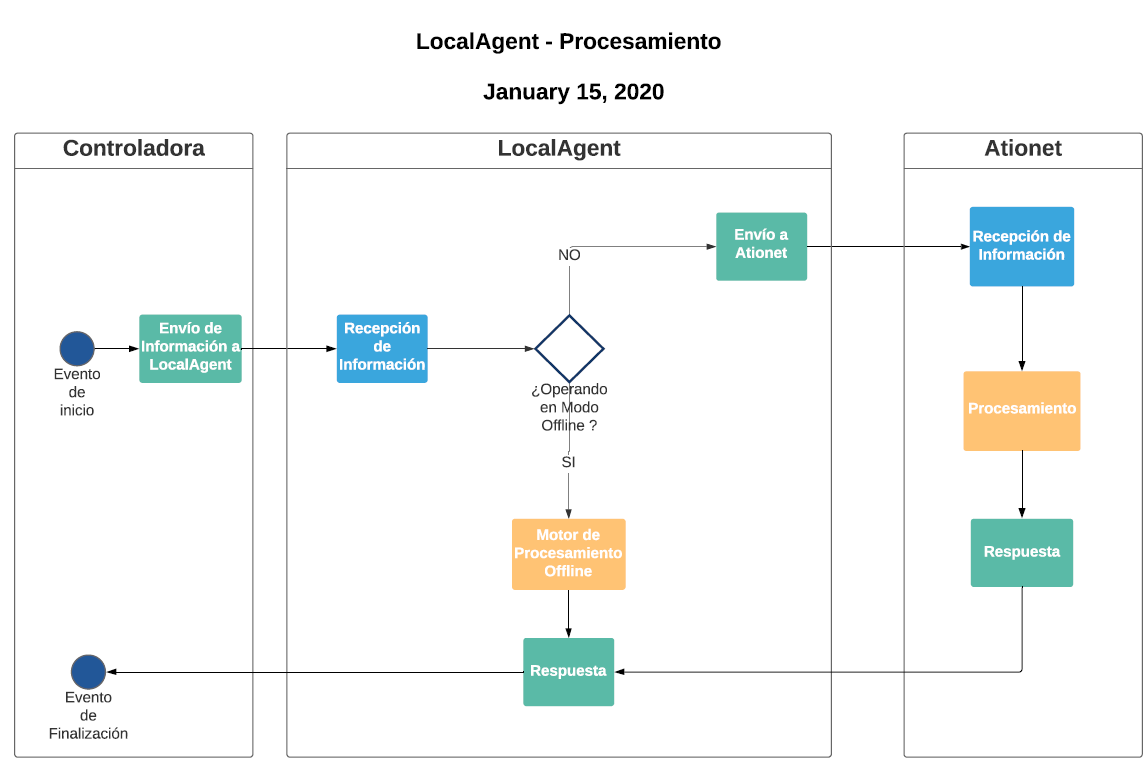 LocalAgent - Procesamiento
January 15, 2020
Controladora
LocalAgent
Ationet
Envío a
Ationet
Recepción de
Información
NO
Envío de
Información a
LocalAgent
Recepción
de
Información
Evento
de
inicio
¿Operando
en Modo
Offline ?
Procesamiento
SI
Motor de
Procesamiento
Offline
Respuesta
Respuesta
Evento
de
Finalización